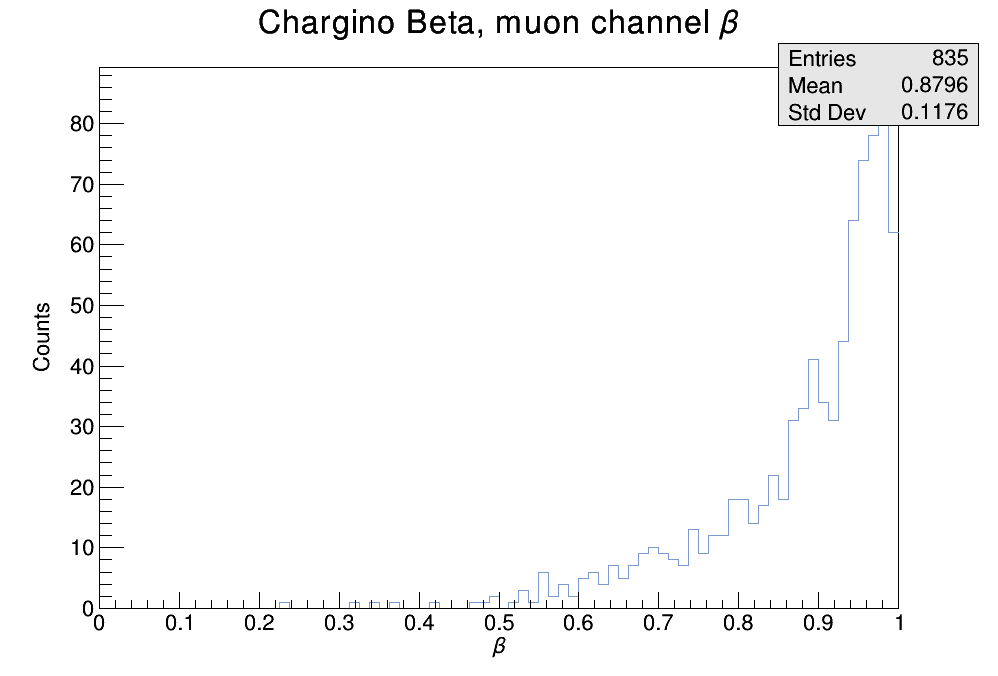 Chargino Beta, muon channel β
Entries 835
Mean 0.8796
Std Dev 0.1176
80
70
60
50
40
30
20
10
0
Counts
0 0.1 0.2 0.3 0.4 0.5 0.6 0.7 0.8 0.9 1
β